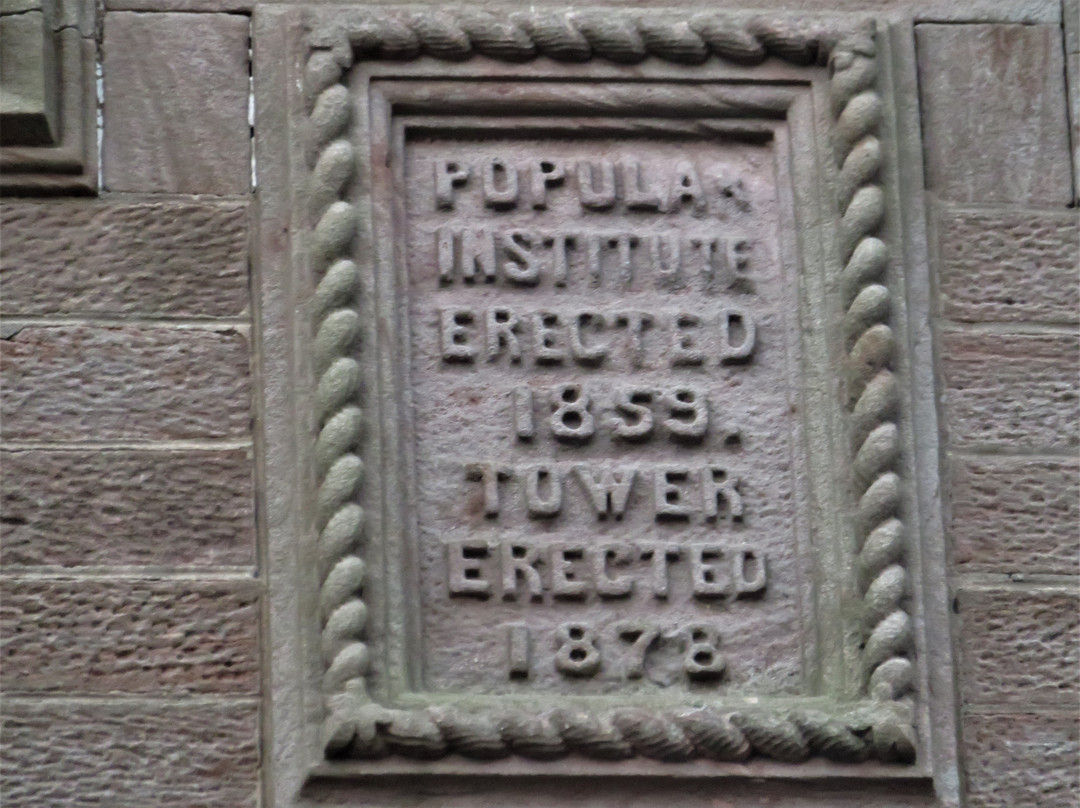 POPULAR
INSTITUTE
ERECTED
1859.
TOWER
ERECTED
1878